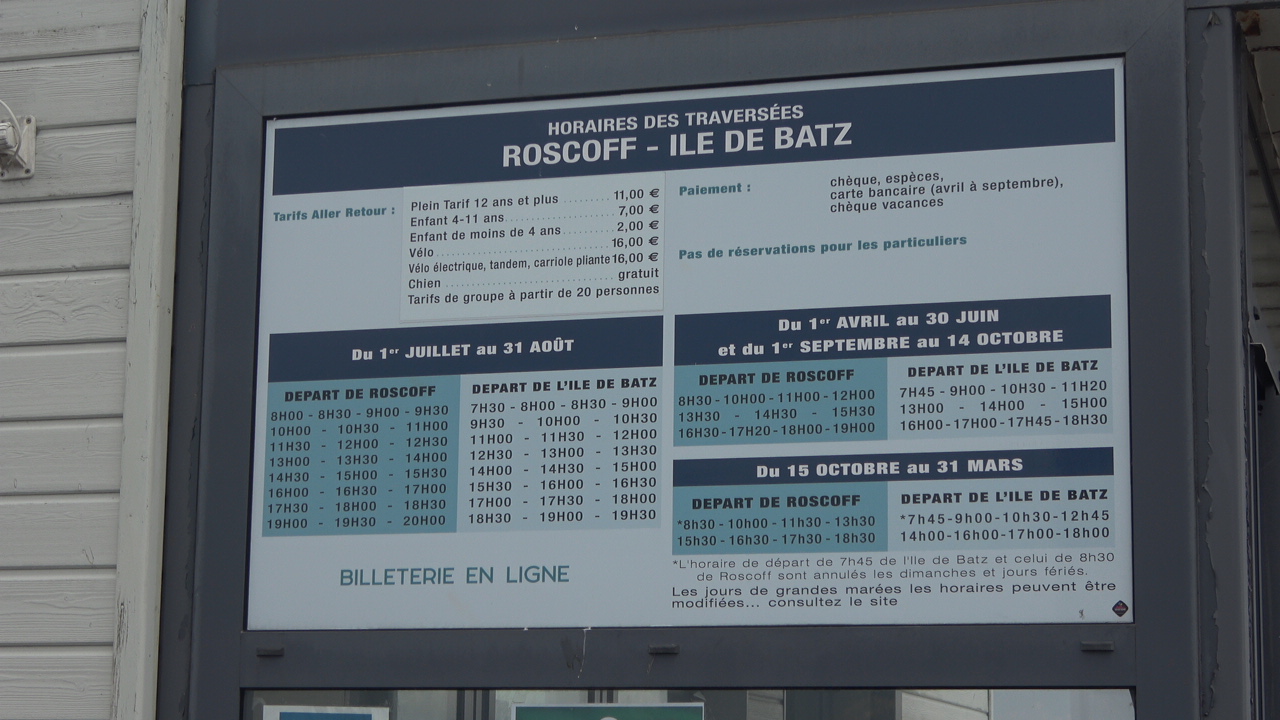 HORAIRES DES TRAVERSÉES
ROSCOFF - ILE DE BATZ
Tarifs Aller Retour :
Plein Tarif 12 ans et plus ......... 11,00 €
Enfant 4-11 ans..................... 7,00 €
Enfant de moins de 4 ans .......... 2,00 €
Vélo................................. 16,00 €
Vélo électrique, tandem, carriole pliante 16,00 €
Chien ................................ gratuit
Tarifs de groupe à partir de 20 personnes
Paiement :
chèque, espèces,
carte bancaire (avril à septembre),
chèque vacances
Pas de réservations pour les particuliers
Du 1er JUILLET au 31 AOÛT
DEPART DE ROSCOFF
8H00 - 8H30 - 9H00 - 9H30
10H00 - 10H30 - 11H00
11H30 - 12H00 - 12H30
13H00 - 13H30 - 14H00
14H30 - 15H00 - 15H30
16H00 - 16H30 - 17H00
17H30 - 18H00 - 18H30
19H00 - 19H30 - 20H00
DEPART DE L'ILE DE BATZ
7H30 - 8H00 - 8H30 - 9H00
9H30 - 10H00 - 10H30
11H00 - 11H30 - 12H00
12H30 - 13H00 - 13H30
14H00 - 14H30 - 15H00
15H30 - 16H00 - 16H30
17H00 - 17H30 - 18H00
18H30 - 19H00 - 19H30
BILLETERIE EN LIGNE
Du 1er AVRIL au 30 JUIN
et du 1er SEPTEMBRE au 14 OCTOBRE
DEPART DE ROSCOFF
8H30 - 10H00 - 11H00 - 12H00
13H30 - 14H30 - 15H30
16H30 - 17H20 - 18H00 - 19H00
DEPART DE L'ILE DE BATZ
7H45 - 9H00 - 10H30 - 11H20
13H00 - 14H00 - 15H00
16H00 - 17H00 - 17H45 - 18H30
Du 15 OCTOBRE au 31 MARS
DEPART DE ROSCOFF
*8h30 - 10h00 - 11h30 - 13h30
15h30 - 16h30 - 17h30 - 18h30
DEPART DE L'ILE DE BATZ
*7h45-9h00-10h30-12h45
14h00-16h00-17h00-18h00
*L'horaire de départ de 7h45 de l'Ile de Batz et celui de 8h30
de Roscoff sont annulés les dimanches et jours fériés.
Les jours de grandes marées les horaires peuvent être
modifiées... consultez le site